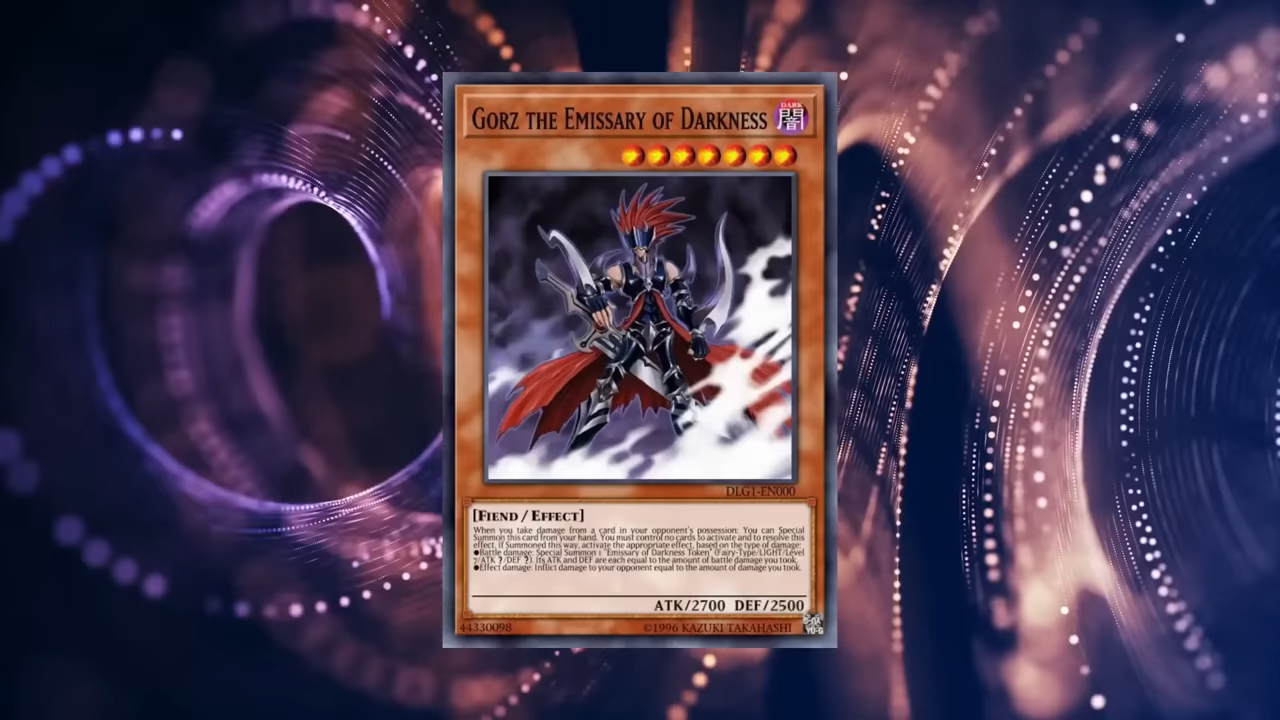 GORZ THE EMISSARY OF DARKNESS
DARK
闇
DLG1-EN000
[FIEND / EFFECT]
When you take damage from a card in your opponent's possession: You can Special
Summon this card from your hand. You must control no cards to activate and to resolve this
effect. If Summoned this way, activate the appropriate effect, based on the type of damage:
●Battle damage: Special Summon 1 "Emissary of Darkness Token" (Fairy-Type/LIGHT/Level
7/ATK ?/DEF ?). Its ATK and DEF are each equal to the amount of battle damage you took.
●Effect damage: Inflict damage to your opponent equal to the amount of damage you took.
ATK/2700 DEF/2500
44330098
©1996 KAZUKI TAKAHASHI